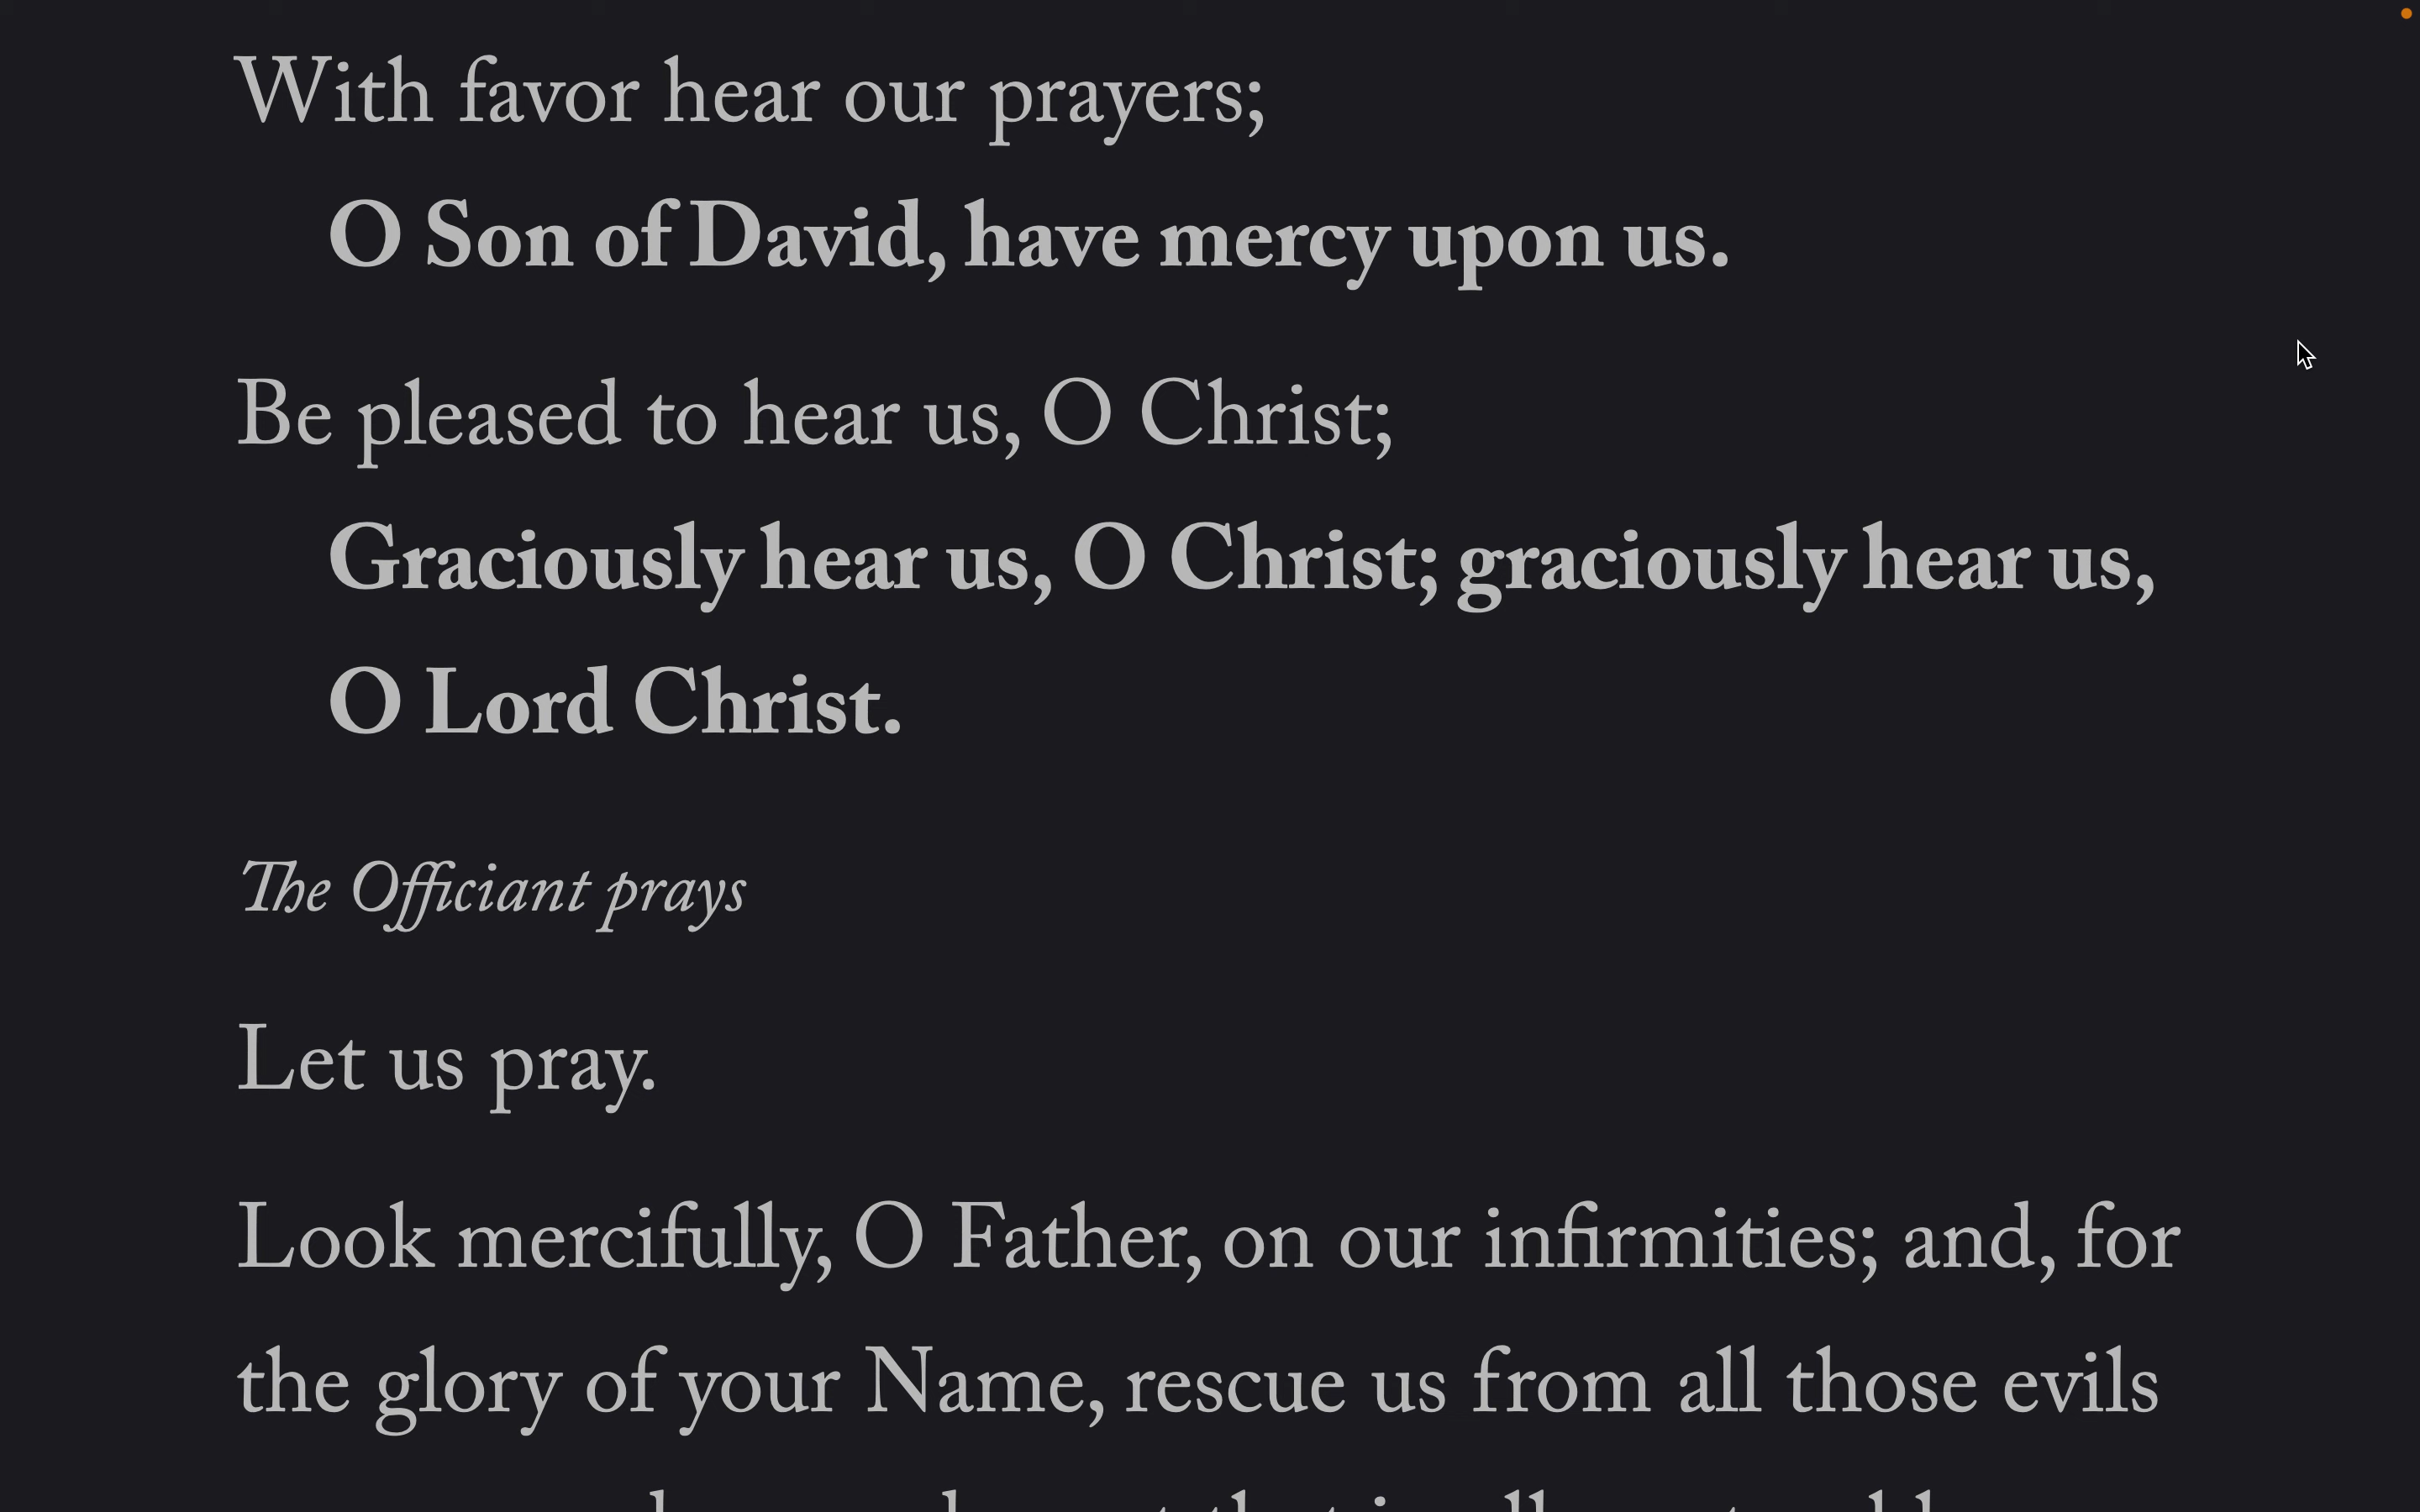 With favor hear our prayers;
O Son of David, have mercy upon us.
Be pleased to hear us, O Christ;
Graciously hear us, O Christ; graciously hear us,
O Lord Christ.
The Officiant prays
Let us pray.
Look mercifully, O Father, on our infirmities; and, for
the glory of your Name, rescue us from all those evils